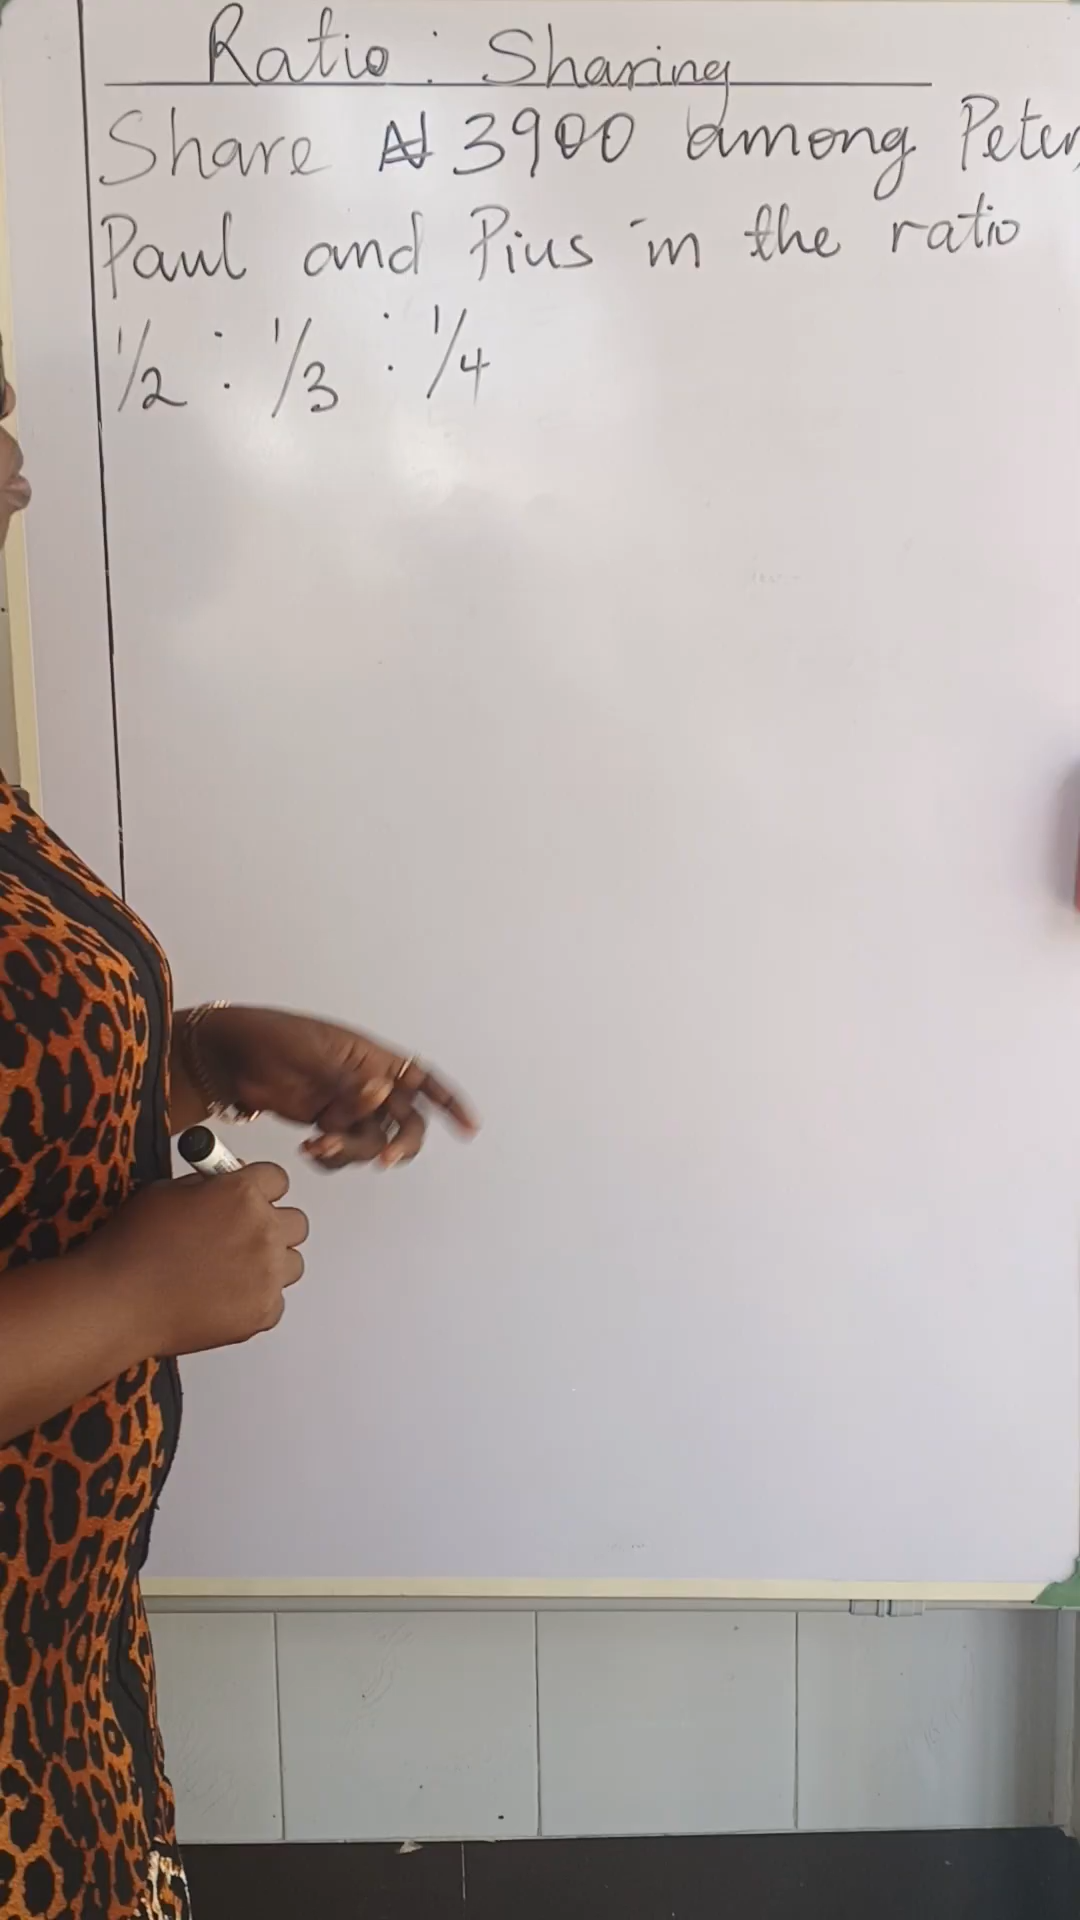 Ratio : Sharing
Share ₦3900 among Peter,
Paul and Pius in the ratio
1/2 : 1/3 : 1/4